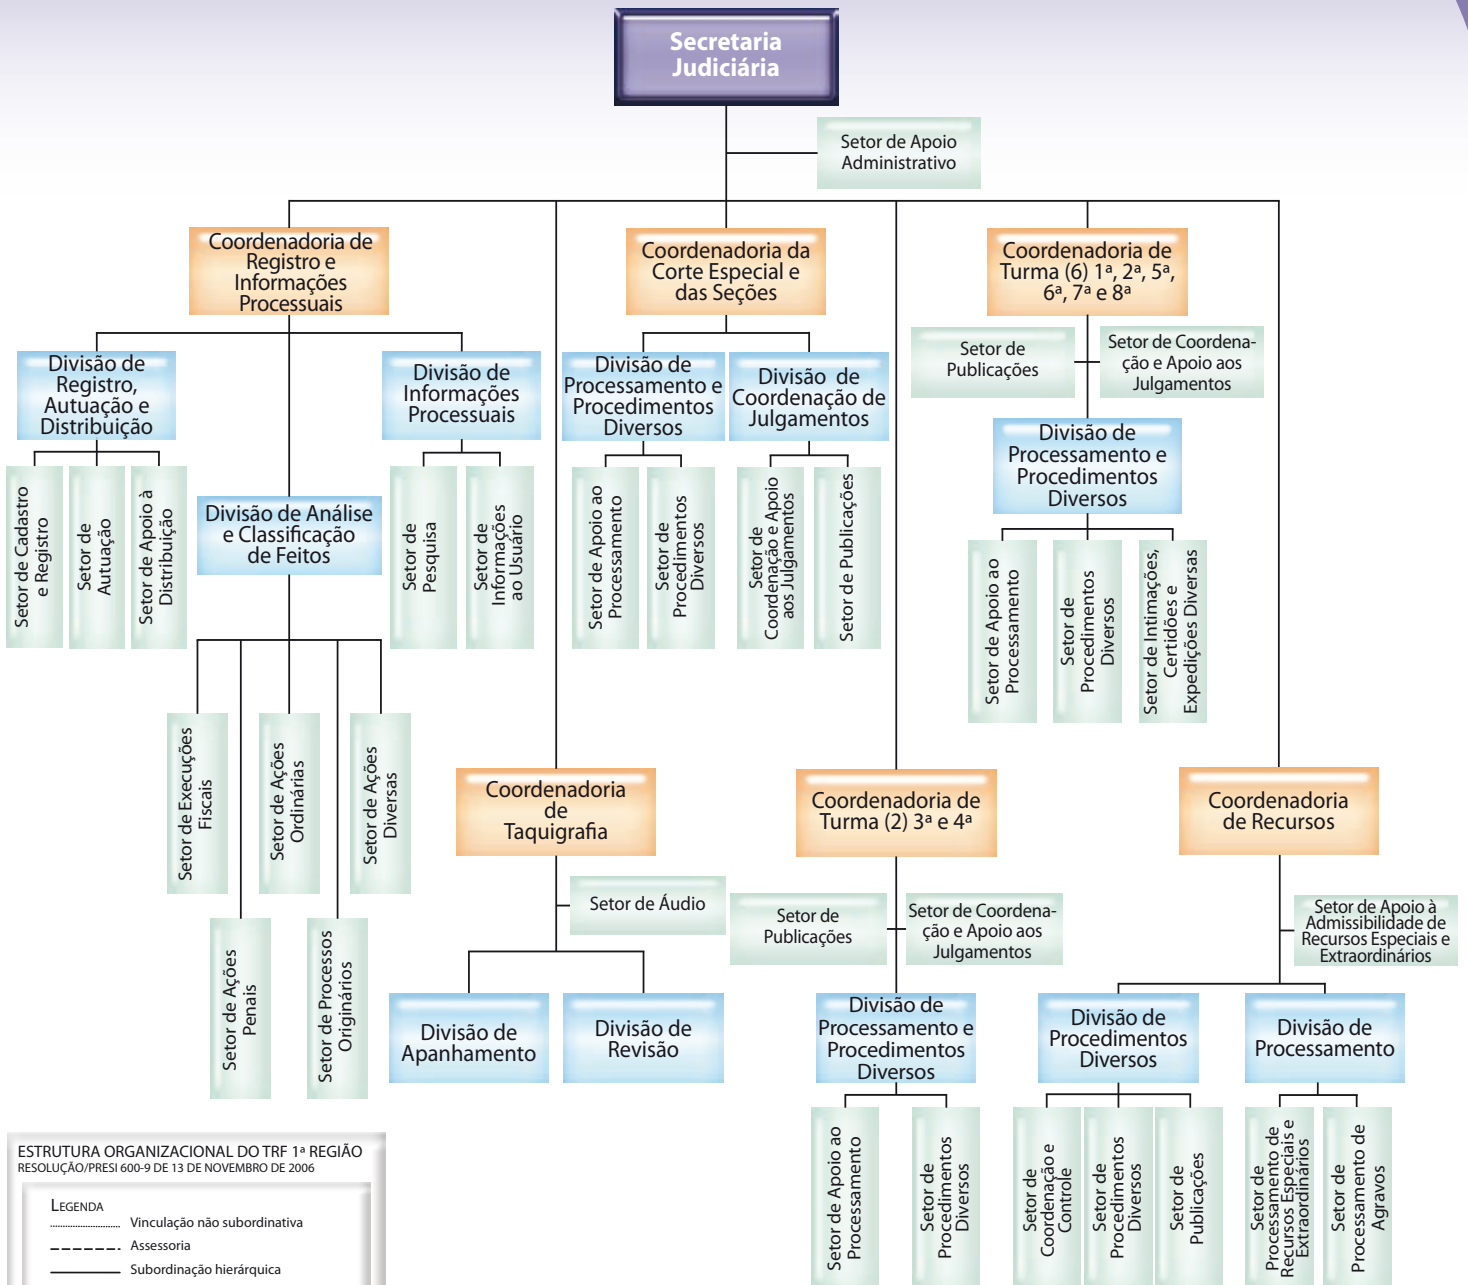 Secretaria
Judiciária
Setor de Apoio
Administrativo
Coordenadoria de
Registro e
Informações
Processuais
Coordenadoria da
Corte Especial e
das Seções
Coordenadoria de
Turma (6) 1ª, 2ª, 5ª,
6ª, 7ª e 8ª
Divisão de
Registro,
Autuação e
Distribuição
Divisão de
Informações
Processuais
Divisão de
Processamento e
Procedimentos
Diversos
Divisão de
Coordenação de
Julgamentos
Setor de
Publicações
Setor de Coordena-
ção e Apoio aos
Julgamentos
Divisão de
Processamento e
Procedimentos
Diversos
Setor de Cadastro
e Registro
Setor de
Autuação
Setor de Apoio à
Distribuição
Divisão de Análise
e Classificação
de Feitos
Setor de
Pesquisa
Setor de
Informações
ao Usuário
Setor de Apoio ao
Processamento
Setor de
Procedimentos
Diversos
Setor de
Coordenação e Apoio
aos Julgamentos
Setor de Publicações
Setor de Apoio ao
Processamento
Setor de
Procedimentos
Diversos
Setor de Intimações,
Certidões e
Expedições Diversas
Setor de Execuções
Fiscais
Setor de Ações
Ordinárias
Setor de Ações
Diversas
Setor de Ações
Penais
Setor de Processos
Originários
Coordenadoria
de
Taquigrafia
Coordenadoria de
Turma (2) 3ª e 4ª
Coordenadoria
de Recursos
Setor de Áudio
Setor de
Publicações
Setor de Coordena-
ção e Apoio aos
Julgamentos
Setor de Apoio à
Admissibilidade de
Recursos Especiais e
Extraordinários
Divisão de
Apanhamento
Divisão de
Revisão
Divisão de
Processamento e
Procedimentos
Diversos
Divisão de
Procedimentos
Diversos
Divisão de
Processamento
Setor de Apoio ao
Processamento
Setor de
Procedimentos
Diversos
Setor de
Coordenação e
Controle
Setor de
Procedimentos
Diversos
Setor de
Publicações
Setor de
Processamento de
Recursos Especiais e
Extraordinários
Setor de
Processamento de
Agravos
ESTRUTURA ORGANIZACIONAL DO TRF 1ª REGIÃO
RESOLUÇÃO/PRESI 600-9 DE 13 DE NOVEMBRO DE 2006
LEGENDA
Vinculação não subordinativa
Assessoria
Subordinação hierárquica